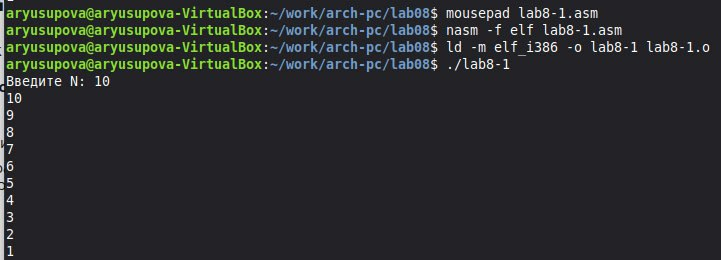 aryusupova@aryusupova-VirtualBox:~/work/arch-pc/lab08$ mousepad lab8-1.asm
aryusupova@aryusupova-VirtualBox:~/work/arch-pc/lab08$ nasm -f elf lab8-1.asm
aryusupova@aryusupova-VirtualBox:~/work/arch-pc/lab08$ ld -m elf_i386 -o lab8-1 lab8-1.o
aryusupova@aryusupova-VirtualBox:~/work/arch-pc/lab08$ ./lab8-1
Введите N: 10
10
9
8
7
6
5
4
3
2
1